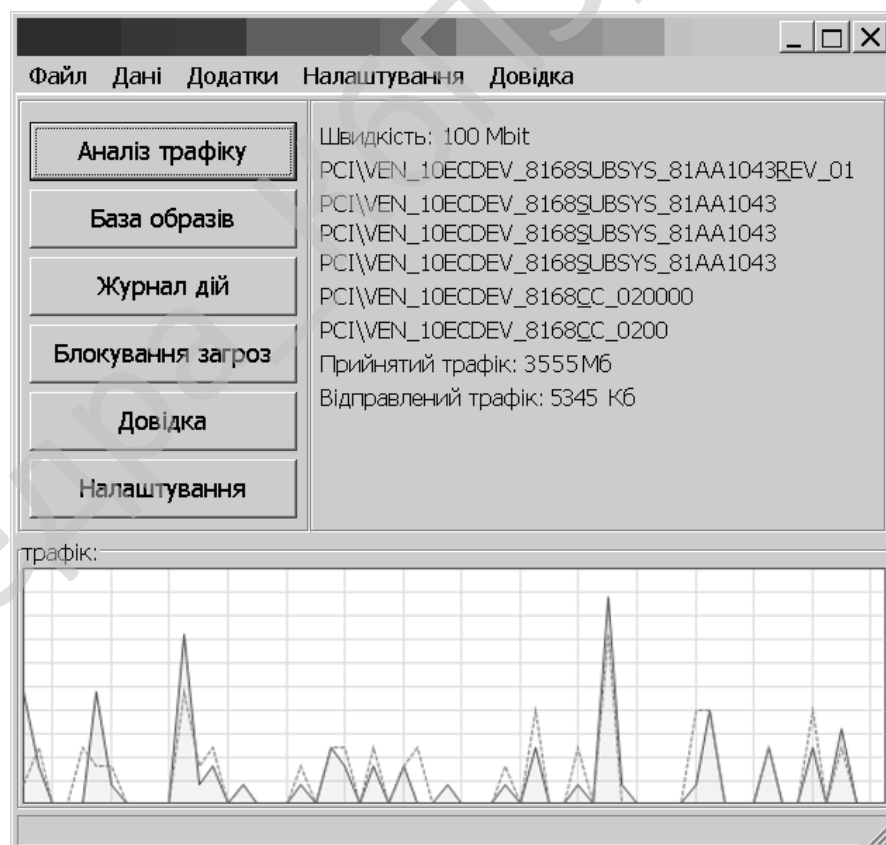 Файл Дані Додатки Налаштування Довідка
Аналіз трафіку
База образів
Журнал дій
Блокування загроз
Довідка
Налаштування
Швидкість: 100 Mbit
PCI\VEN_10ECDEV_8168SUBSYS_81AA1043REV_01
PCI\VEN_10ECDEV_8168SUBSYS_81AA1043
PCI\VEN_10ECDEV_8168SUBSYS_81AA1043
PCI\VEN_10ECDEV_8168SUBSYS_81AA1043
PCI\VEN_10ECDEV_8168CC_020000
PCI\VEN_10ECDEV_8168CC_0200
Прийнятий трафік: 3555Мб
Відправлений трафік: 5345 Кб
трафік: